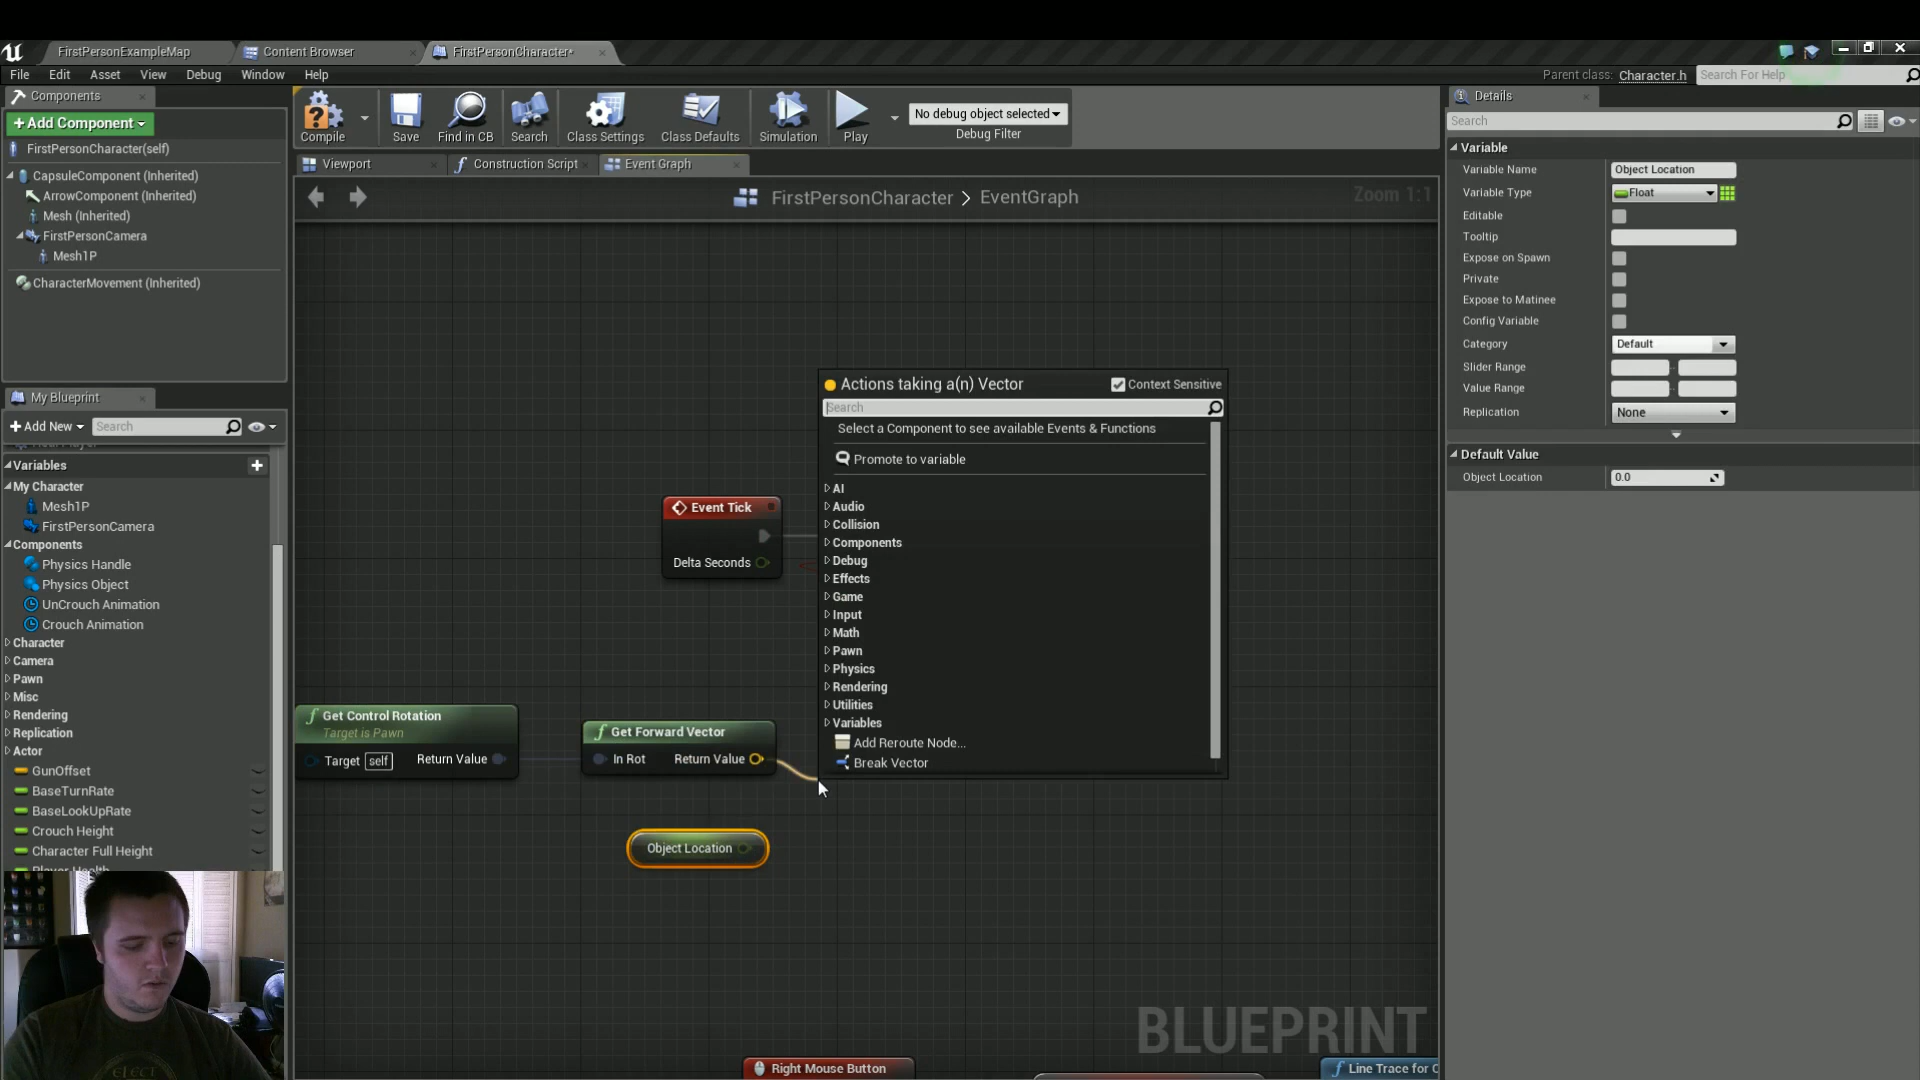 FirstPersonExampleMap
Content Browser
FirstPersonCharacter*
File Edit Asset View Debug Window Help
Parent class: Character.h
Search For Help
Components
+ Add Component
FirstPersonCharacter(self)
CapsuleComponent (Inherited)
ArrowComponent (Inherited)
Mesh (Inherited)
FirstPersonCamera
Mesh1P
CharacterMovement (Inherited)
My Blueprint
+ Add New
Search
Variables
My Character
Mesh1P
FirstPersonCamera
Components
Physics Handle
Physics Object
UnCrouch Animation
Crouch Animation
Character
Camera
Pawn
Misc
Rendering
Replication
Actor
GunOffset
BaseTurnRate
BaseLookUpRate
Crouch Height
Character Full Height
Compile
Save
Find in CB
Search
Class Settings
Class Defaults
Simulation
Play
No debug object selected
Debug Filter
Viewport
Construction Script
Event Graph
FirstPersonCharacter > EventGraph
Zoom 1:1
Event Tick
Delta Seconds
Get Control Rotation
Target is Pawn
Target self
Return Value
Get Forward Vector
In Rot
Return Value
Object Location
Actions taking a(n) Vector
Context Sensitive
Search
Select a Component to see available Events & Functions
Promote to variable
AI
Audio
Collision
Components
Debug
Effects
Game
Input
Math
Pawn
Physics
Rendering
Utilities
Variables
Add Reroute Node...
Break Vector
BLUEPRINT
Right Mouse Button
Details
Search
Variable
Variable Name Object Location
Variable Type Float
Editable
Tooltip
Expose on Spawn
Private
Expose to Matinee
Config Variable
Category Default
Slider Range
Value Range
Replication None
Default Value
Object Location 0.0